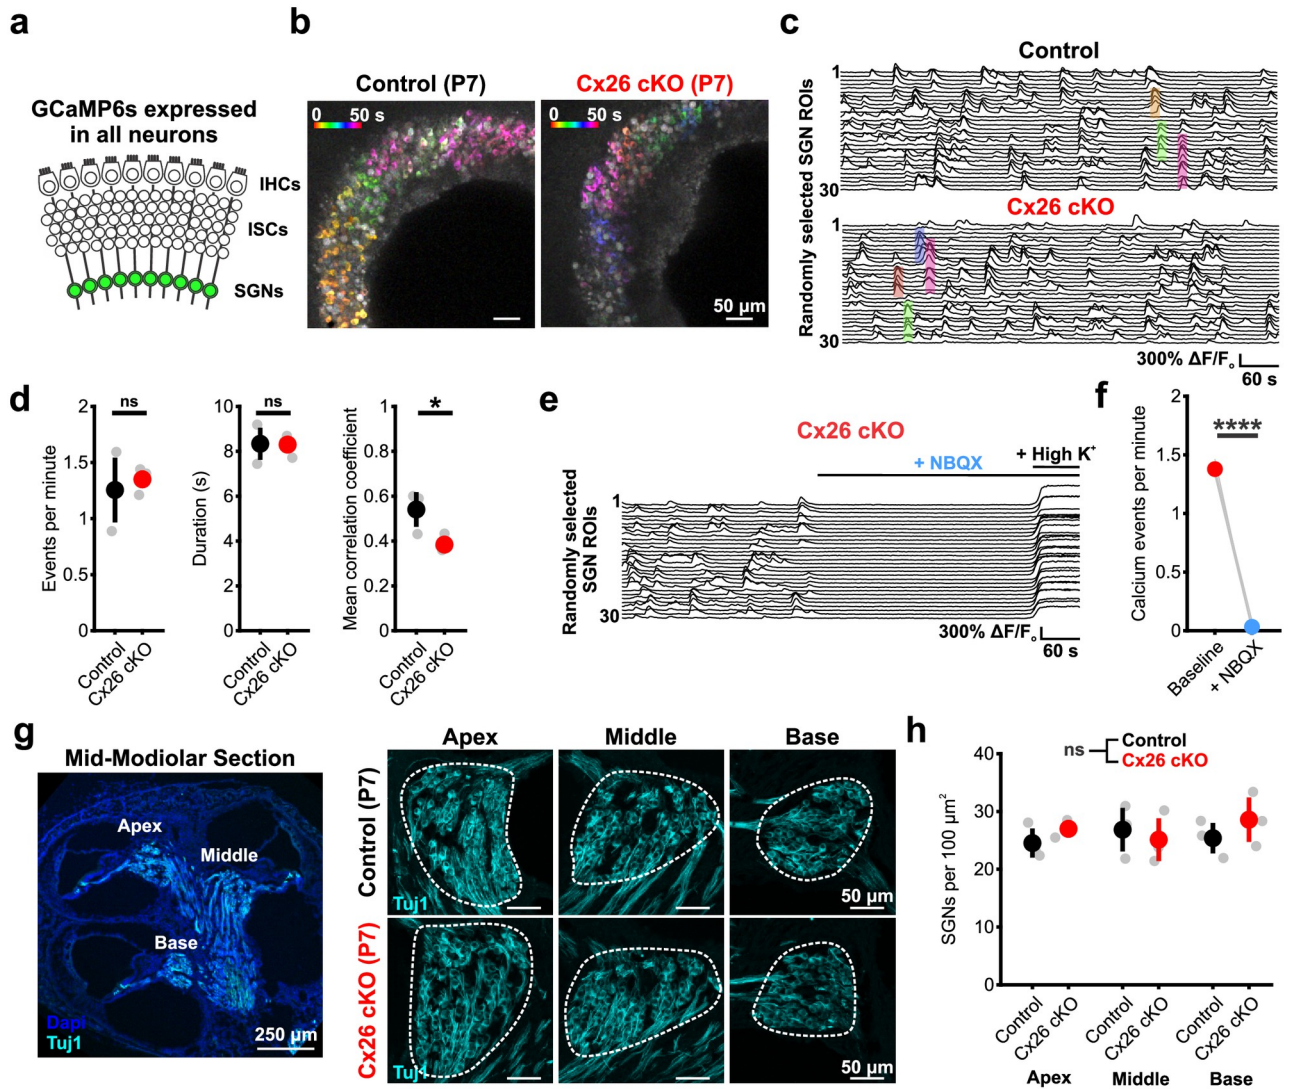 a
GCaMP6s expressed
in all neurons
IHCs
ISCs
SGNs
b
Control (P7)
Cx26 cKO (P7)
0 50 s
0 50 s
50 µm
c
Control
Randomly selected SGN ROIs
1
30
Cx26 cKO
1
30
300% ΔF/Fo
60 s
d
Events per minute
2
1.5
1
0.5
0
ns
Control
Cx26 cKO
Duration (s)
10
8
6
4
2
0
ns
Control
Cx26 cKO
Mean correlation coefficient
1
0.8
0.6
0.4
0.2
0
*
Control
Cx26 cKO
e
Cx26 cKO
+ NBQX
+ High K+
Randomly selected
SGN ROIs
1
30
300% ΔF/Fo
60 s
f
Calcium events per minute
2
1.5
1
0.5
0
****
Baseline
+ NBQX
g
Mid-Modiolar Section
Apex
Middle
Base
Dapi
Tuj1
250 µm
Apex
Middle
Base
Control (P7)
Tuj1
50 µm
Cx26 cKO (P7)
Tuj1
50 µm
h
ns
Control
Cx26 cKO
SGNs per 100 µm2
40
30
20
10
0
Control
Cx26 cKO
Control
Cx26 cKO
Control
Cx26 cKO
Apex
Middle
Base